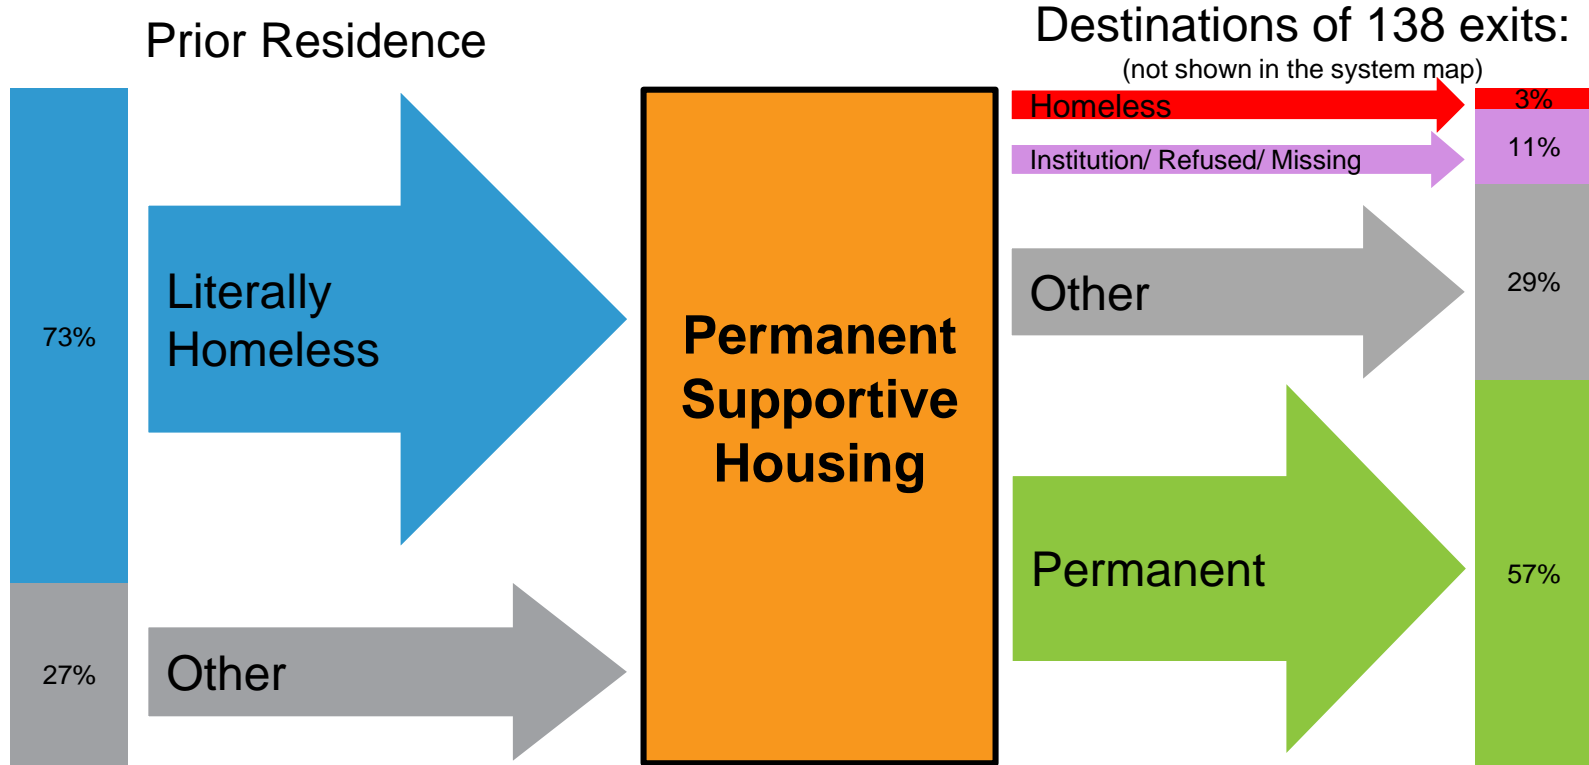 Prior Residence
Destinations of 138 exits:
(not shown in the system map)
73%
27%
Literally
Homeless
Other
Permanent
Supportive
Housing
Homeless
Institution/ Refused/ Missing
Other
Permanent
3%
11%
29%
57%